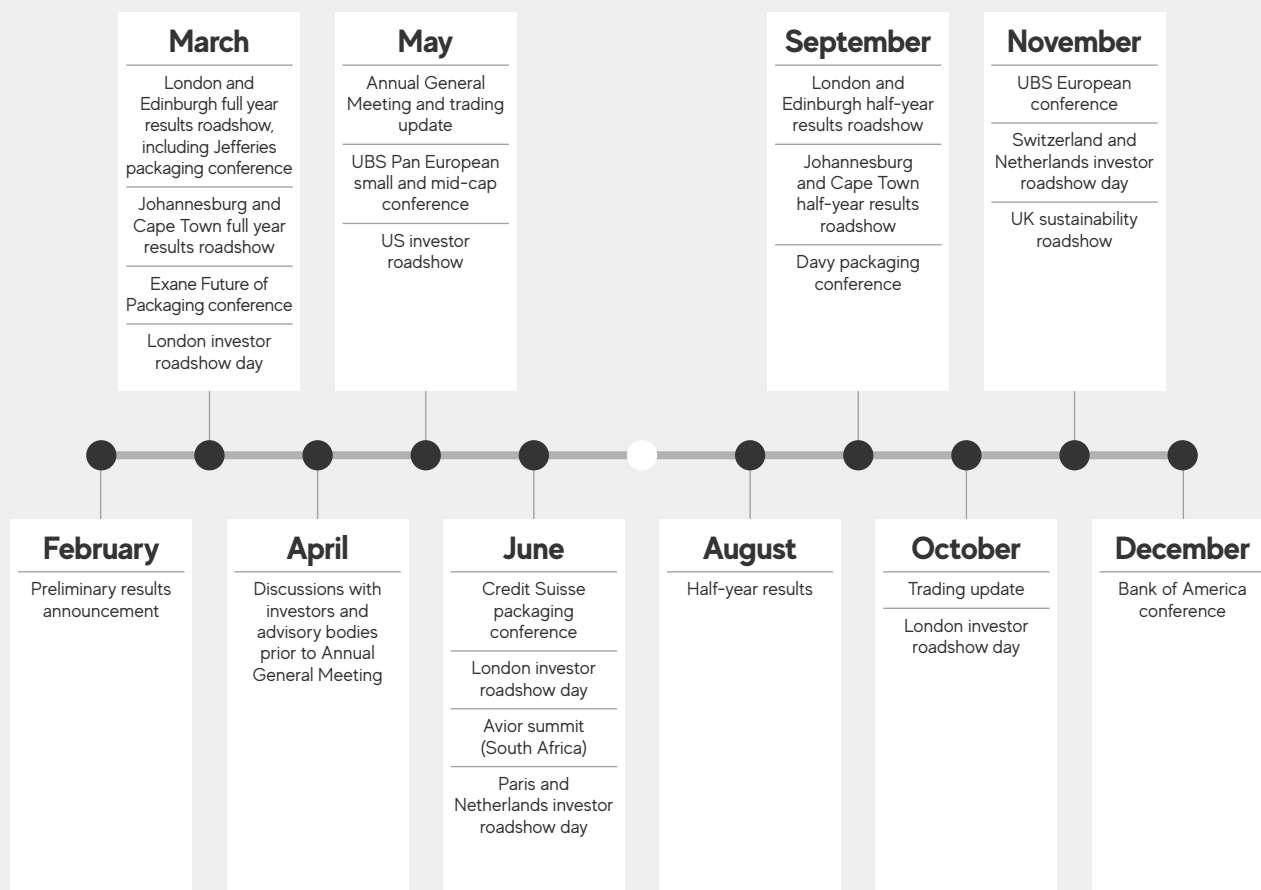 March
London and
Edinburgh full year
results roadshow,
including Jefferies
packaging conference
Johannesburg and
Cape Town full year
results roadshow
Exane Future of
Packaging conference
London investor
roadshow day
May
Annual General
Meeting and trading
update
UBS Pan European
small and mid-cap
conference
US investor
roadshow
September
London and
Edinburgh half-year
results roadshow
Johannesburg
and Cape Town
half-year results
roadshow
Davy packaging
conference
November
UBS European
conference
Switzerland and
Netherlands investor
roadshow day
UK sustainability
roadshow
February
Preliminary results
announcement
April
Discussions with
investors and
advisory bodies
prior to Annual
General Meeting
June
Credit Suisse
packaging
conference
London investor
roadshow day
Avior summit
(South Africa)
Paris and
Netherlands investor
roadshow day
August
Half-year results
October
Trading update
London investor
roadshow day
December
Bank of America
conference